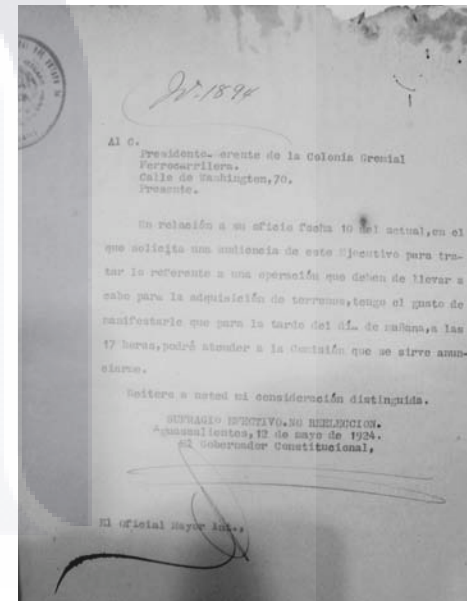 Nº-1894
Al C.
Presidente- erente de la Colonia Gremial
Ferrocarrilera.
Calle de Washington,70.
Presente.
En relación a su oficio fecha 10 del actual,en el
que solicita una audiencia de este Ejecutivo para tra-
tar lo referente a una operación que deben de llevar a
cabo para la adquisición de terrenos,tengo el gusto de
manifestarle que para la tarde del día de mañana,a las
17 horas,podré atender a la Comisión que se sirve anun-
ciarme.
Reitero a usted mi consideración distinguida.
SUFRAGIO EFECTIVO.NO REELECCION.
Aguascalientes,12 de mayo de 1924.
El Gobernador Constitucional,
El Oficial Mayor Int.,